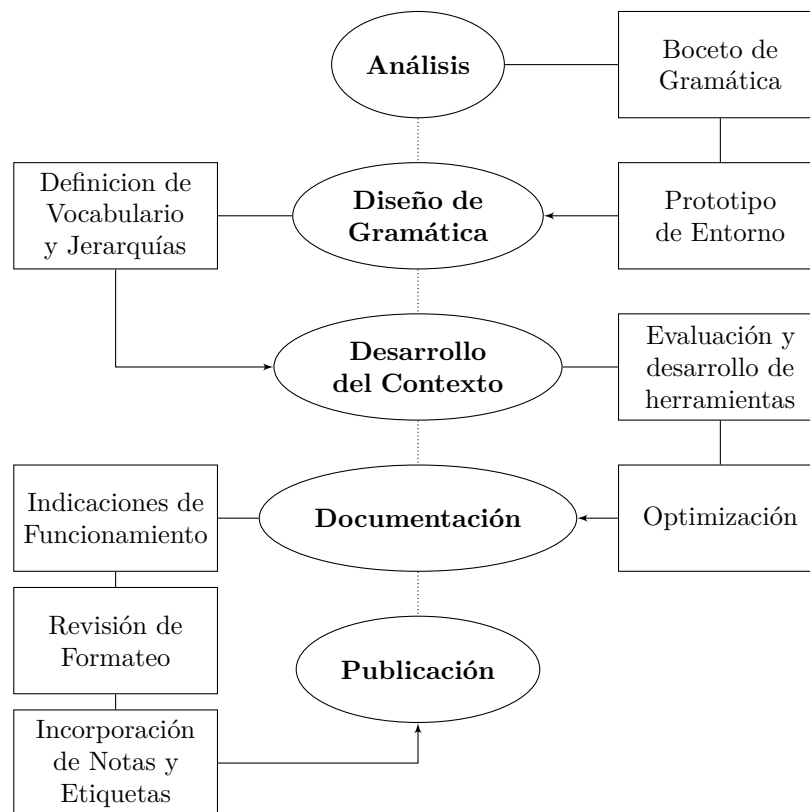 Análisis
Boceto de
Gramática
Definicion de
Vocabulario
y Jerarquías
Diseño de
Gramática
Prototipo
de Entorno
Desarrollo
del Contexto
Evaluación y
desarrollo de
herramientas
Indicaciones de
Funcionamiento
Documentación
Optimización
Revisión de
Formateo
Publicación
Incorporación
de Notas y
Etiquetas